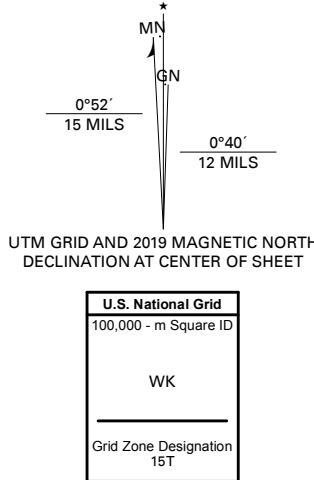 MN
GN
0°52´
15 MILS
0°40´
12 MILS
UTM GRID AND 2019 MAGNETIC NORTH
DECLINATION AT CENTER OF SHEET
U.S. National Grid
100,000 - m Square ID
WK
Grid Zone Designation
15T